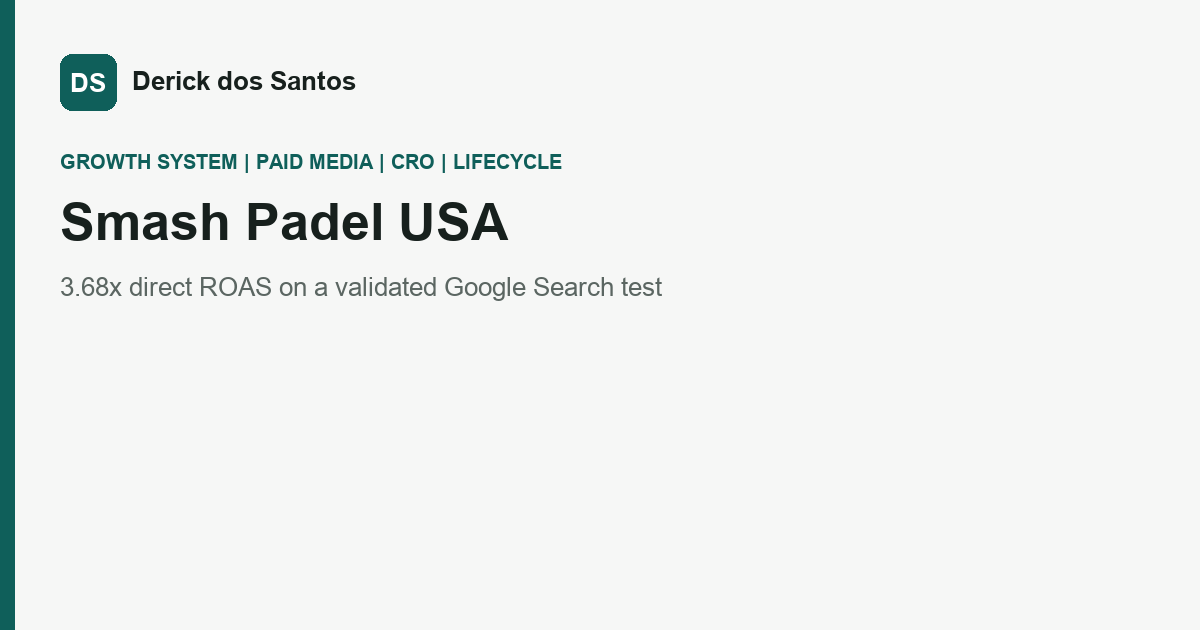 DS
Derick dos Santos
GROWTH SYSTEM | PAID MEDIA | CRO | LIFECYCLE
Smash Padel USA
3.68x direct ROAS on a validated Google Search test